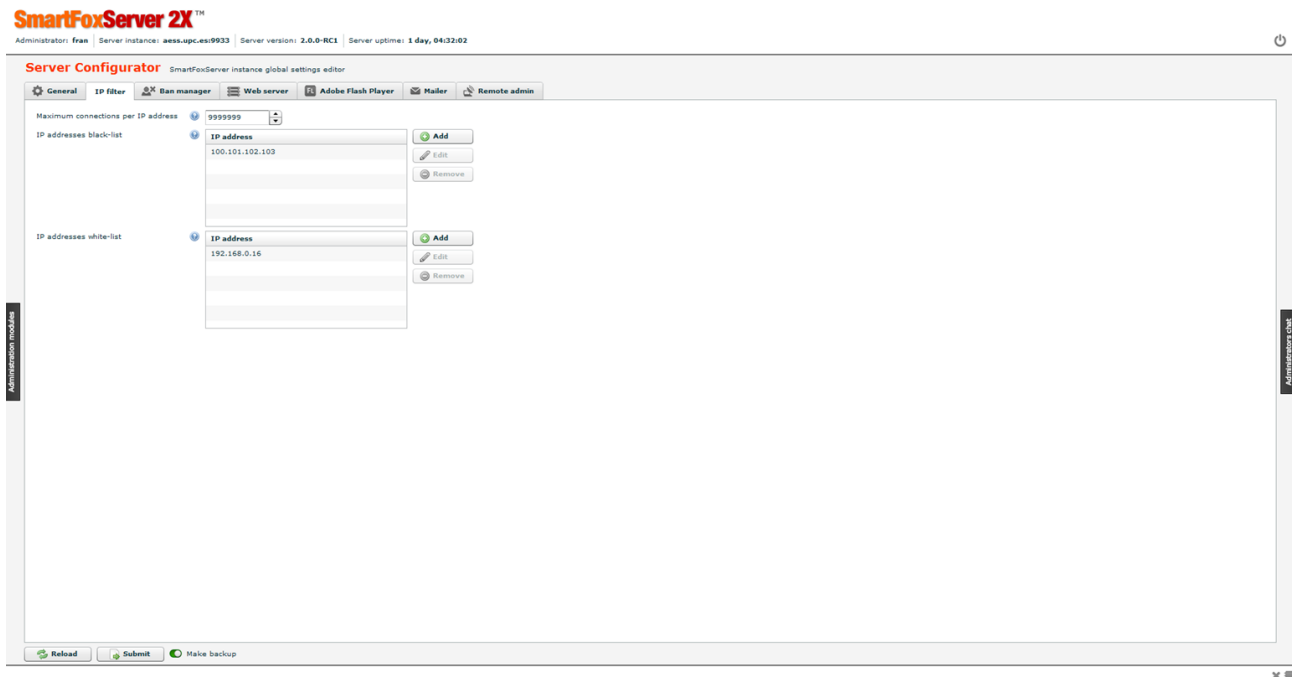 SmartFoxServer 2X™
Administrator: fran Server instance: aess.upc.es:9933 Server version: 2.0.0-RC1 Server uptime: 1 day, 04:32:02
Server Configurator SmartFoxServer instance global settings editor
General IP filter Ban manager Web server FL Adobe Flash Player Mailer Remote admin
Maximum connections per IP address 9999999
IP addresses black-list IP address Add
100.101.102.103
Edit
Remove
IP addresses white-list IP address Add
192.168.0.16
Edit
Remove
Administration modules
Administrators chat
Reload Submit Make backup